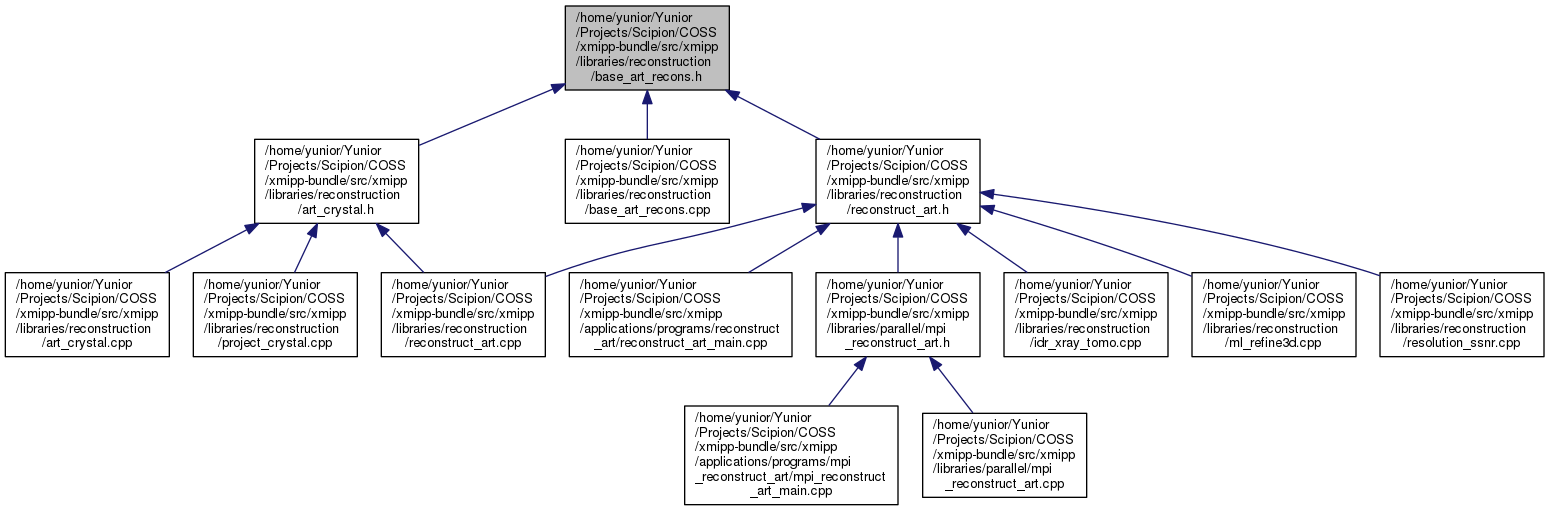 /home/yunior/Yunior
/Projects/Scipion/COSS
/xmipp-bundle/src/xmipp
/libraries/reconstruction
/base_art_recons.h
/home/yunior/Yunior
/Projects/Scipion/COSS
/xmipp-bundle/src/xmipp
/libraries/reconstruction
/art_crystal.h
/home/yunior/Yunior
/Projects/Scipion/COSS
/xmipp-bundle/src/xmipp
/libraries/reconstruction
/base_art_recons.cpp
/home/yunior/Yunior
/Projects/Scipion/COSS
/xmipp-bundle/src/xmipp
/libraries/reconstruction
/reconstruct_art.h
/home/yunior/Yunior
/Projects/Scipion/COSS
/xmipp-bundle/src/xmipp
/libraries/reconstruction
/art_crystal.cpp
/home/yunior/Yunior
/Projects/Scipion/COSS
/xmipp-bundle/src/xmipp
/libraries/reconstruction
/project_crystal.cpp
/home/yunior/Yunior
/Projects/Scipion/COSS
/xmipp-bundle/src/xmipp
/libraries/reconstruction
/reconstruct_art.cpp
/home/yunior/Yunior
/Projects/Scipion/COSS
/xmipp-bundle/src/xmipp
/applications/programs/reconstruct
_art/reconstruct_art_main.cpp
/home/yunior/Yunior
/Projects/Scipion/COSS
/xmipp-bundle/src/xmipp
/libraries/parallel/mpi
_reconstruct_art.h
/home/yunior/Yunior
/Projects/Scipion/COSS
/xmipp-bundle/src/xmipp
/libraries/reconstruction
/idr_xray_tomo.cpp
/home/yunior/Yunior
/Projects/Scipion/COSS
/xmipp-bundle/src/xmipp
/libraries/reconstruction
/ml_refine3d.cpp
/home/yunior/Yunior
/Projects/Scipion/COSS
/xmipp-bundle/src/xmipp
/libraries/reconstruction
/resolution_ssnr.cpp
/home/yunior/Yunior
/Projects/Scipion/COSS
/xmipp-bundle/src/xmipp
/applications/programs/mpi
_reconstruct_art/mpi_reconstruct
_art_main.cpp
/home/yunior/Yunior
/Projects/Scipion/COSS
/xmipp-bundle/src/xmipp
/libraries/parallel/mpi
_reconstruct_art.cpp